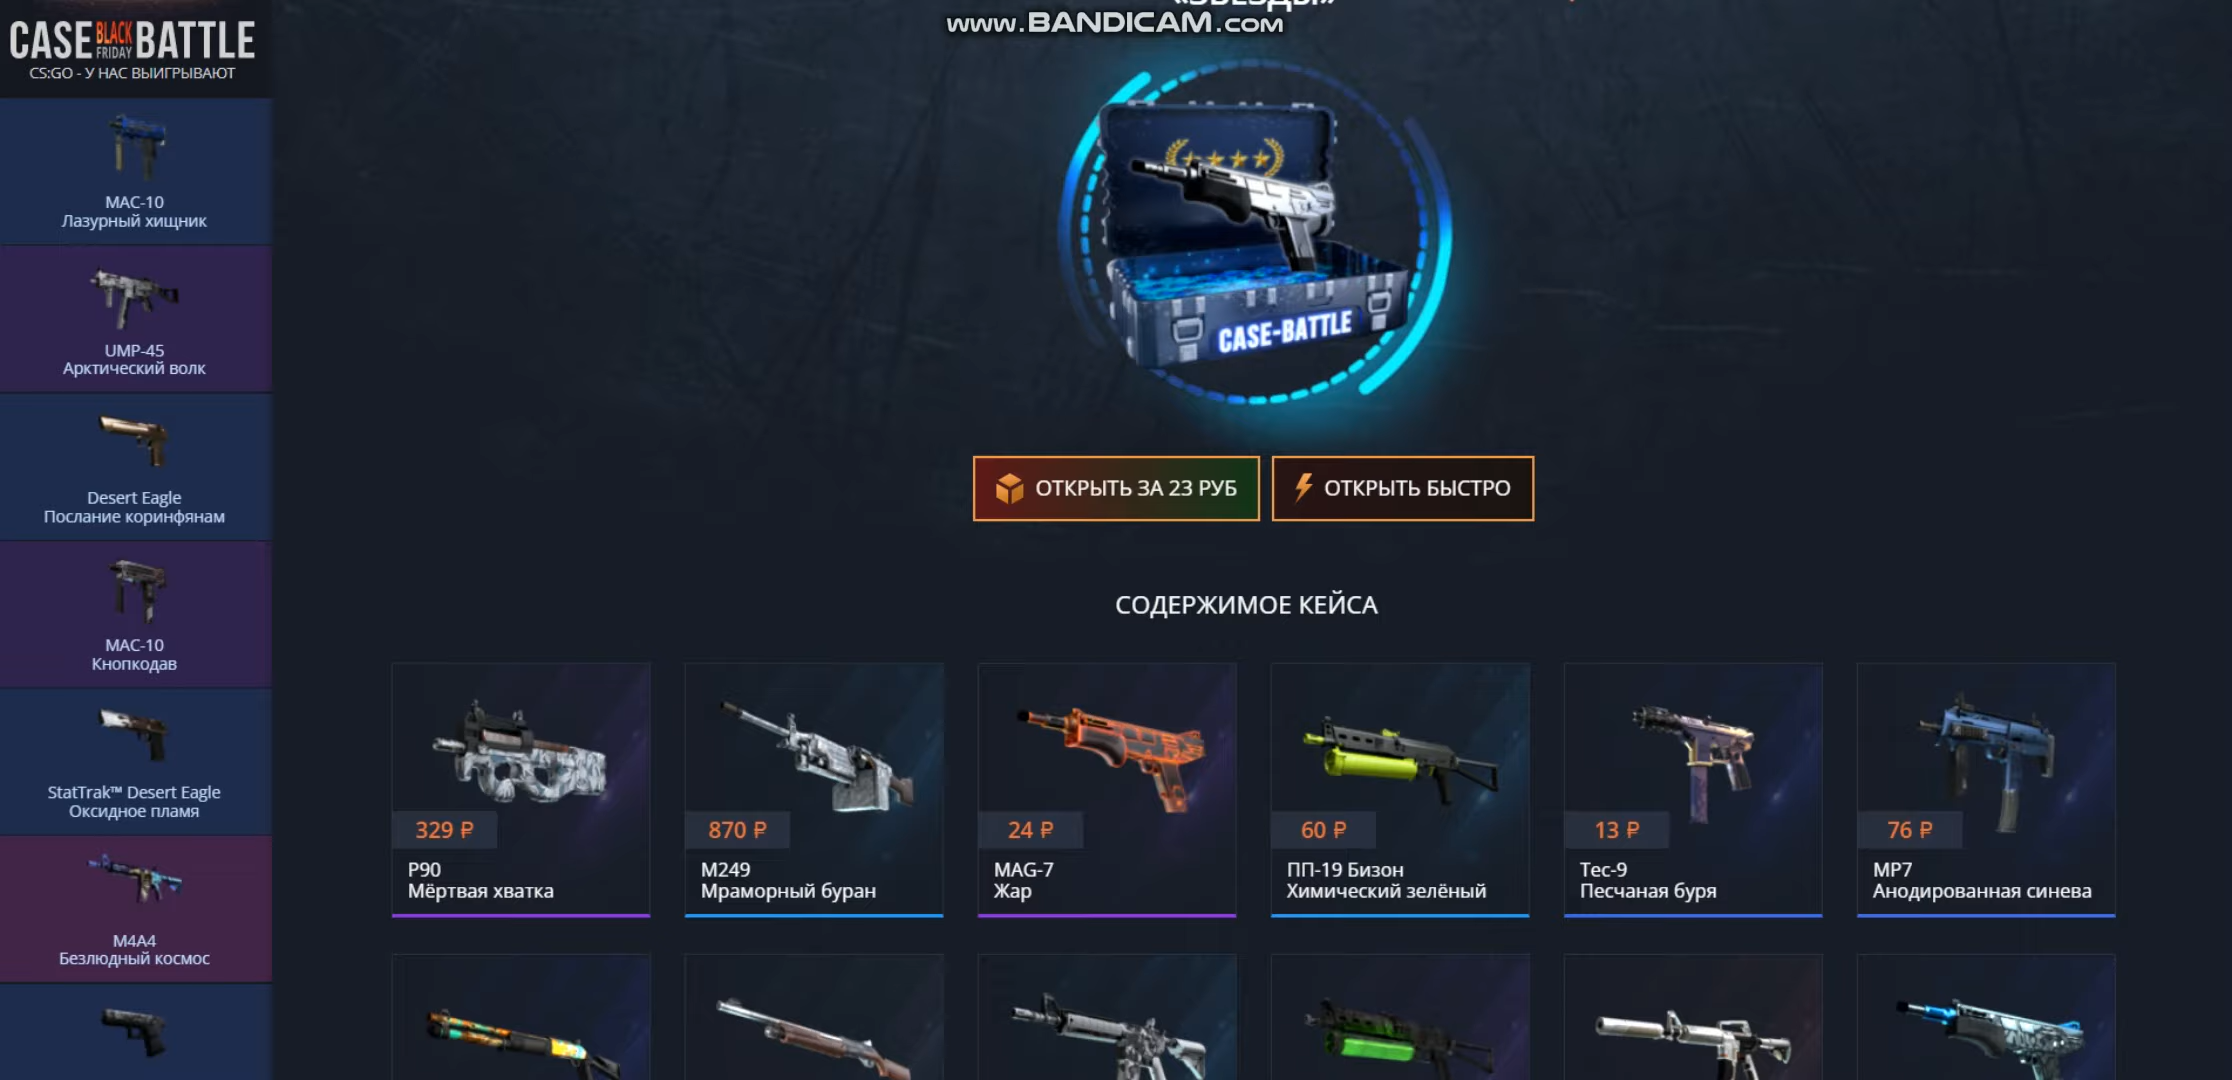 «ЗВЕЗДЫ»
www.BANDICAM.com
CASE BLACK FRIDAY BATTLE
CS:GO - У НАС ВЫИГРЫВАЮТ
MAC-10
Лазурный хищник
UMP-45
Арктический волк
Desert Eagle
Послание коринфянам
MAC-10
Кнопкодав
StatTrak™ Desert Eagle
Оксидное пламя
M4A4
Безлюдный космос
CASE-BATTLE
ОТКРЫТЬ ЗА 23 РУБ
ОТКРЫТЬ БЫСТРО
СОДЕРЖИМОЕ КЕЙСА
329 ₽
P90
Мёртвая хватка
870 ₽
M249
Мраморный буран
24 ₽
MAG-7
Жар
60 ₽
ПП-19 Бизон
Химический зелёный
13 ₽
Tec-9
Песчаная буря
76 ₽
MP7
Анодированная синева